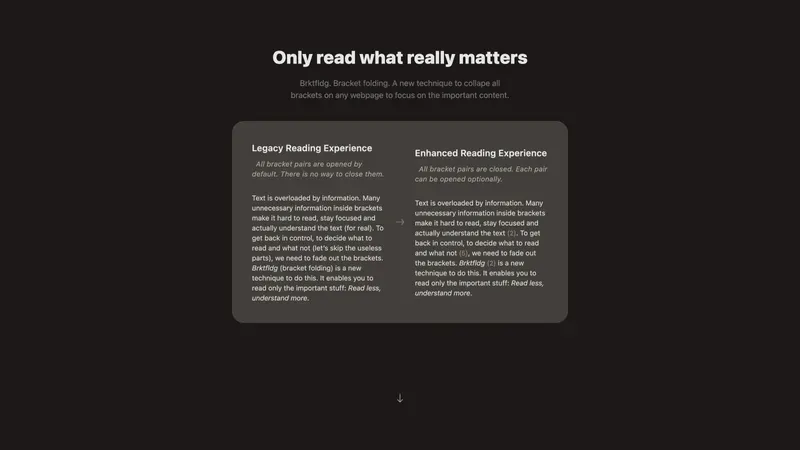 Only read what really matters
Brktfldg. Bracket folding. A new technique to collape all
brackets on any webpage to focus on the important content.
Legacy Reading Experience
All bracket pairs are opened by
default. There is no way to close them.
Text is overloaded by information. Many
unnecessary information inside brackets
make it hard to read, stay focused and
actually understand the text (for real). To
get back in control, to decide what to
read and what not (let's skip the useless
parts), we need to fade out the brackets.
Brktfldg (bracket folding) is a new
technique to do this. It enables you to
read only the important stuff: Read less,
understand more.
→
Enhanced Reading Experience
All bracket pairs are closed. Each pair
can be opened optionally.
Text is overloaded by information. Many
unnecessary information inside brackets
make it hard to read, stay focused and
actually understand the text (2). To get
back in control, to decide what to read
and what not (5), we need to fade out
the brackets. Brktfldg (2) is a new
technique to do this. It enables you to
read only the important stuff: Read less,
understand more.
↓